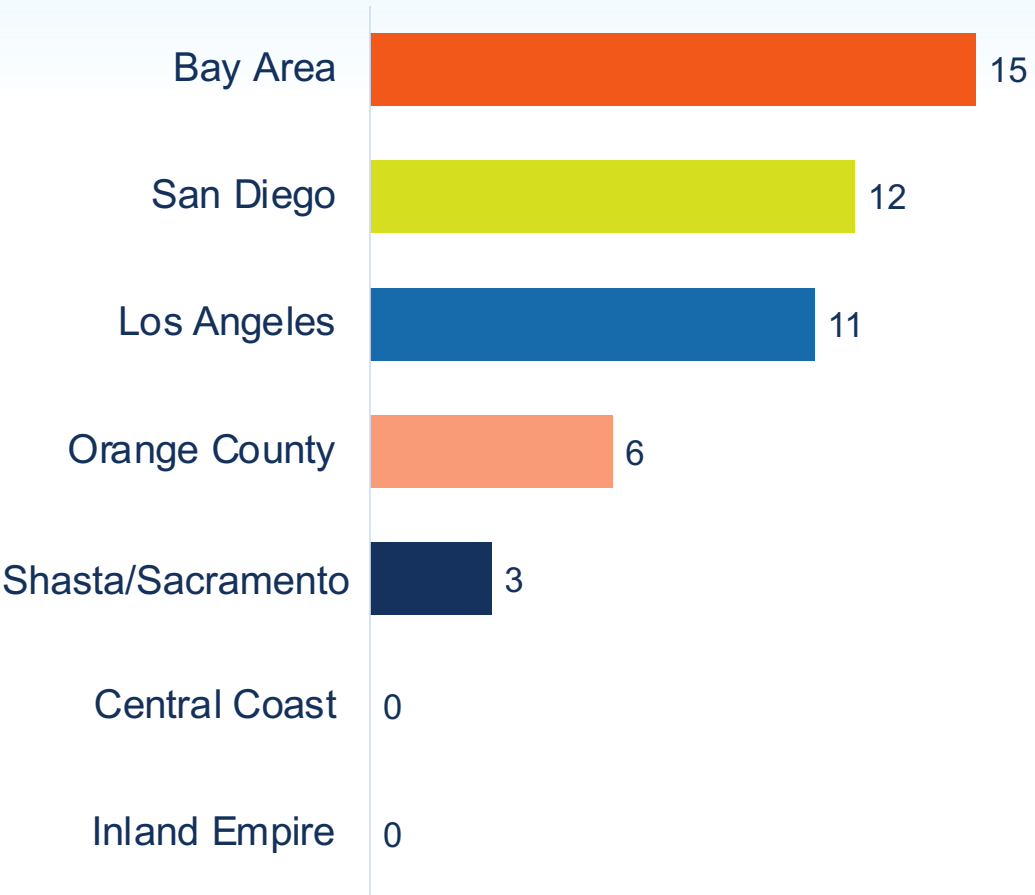 Bay Area 15
San Diego 12
Los Angeles 11
Orange County 6
Shasta/Sacramento 3
Central Coast 0
Inland Empire 0